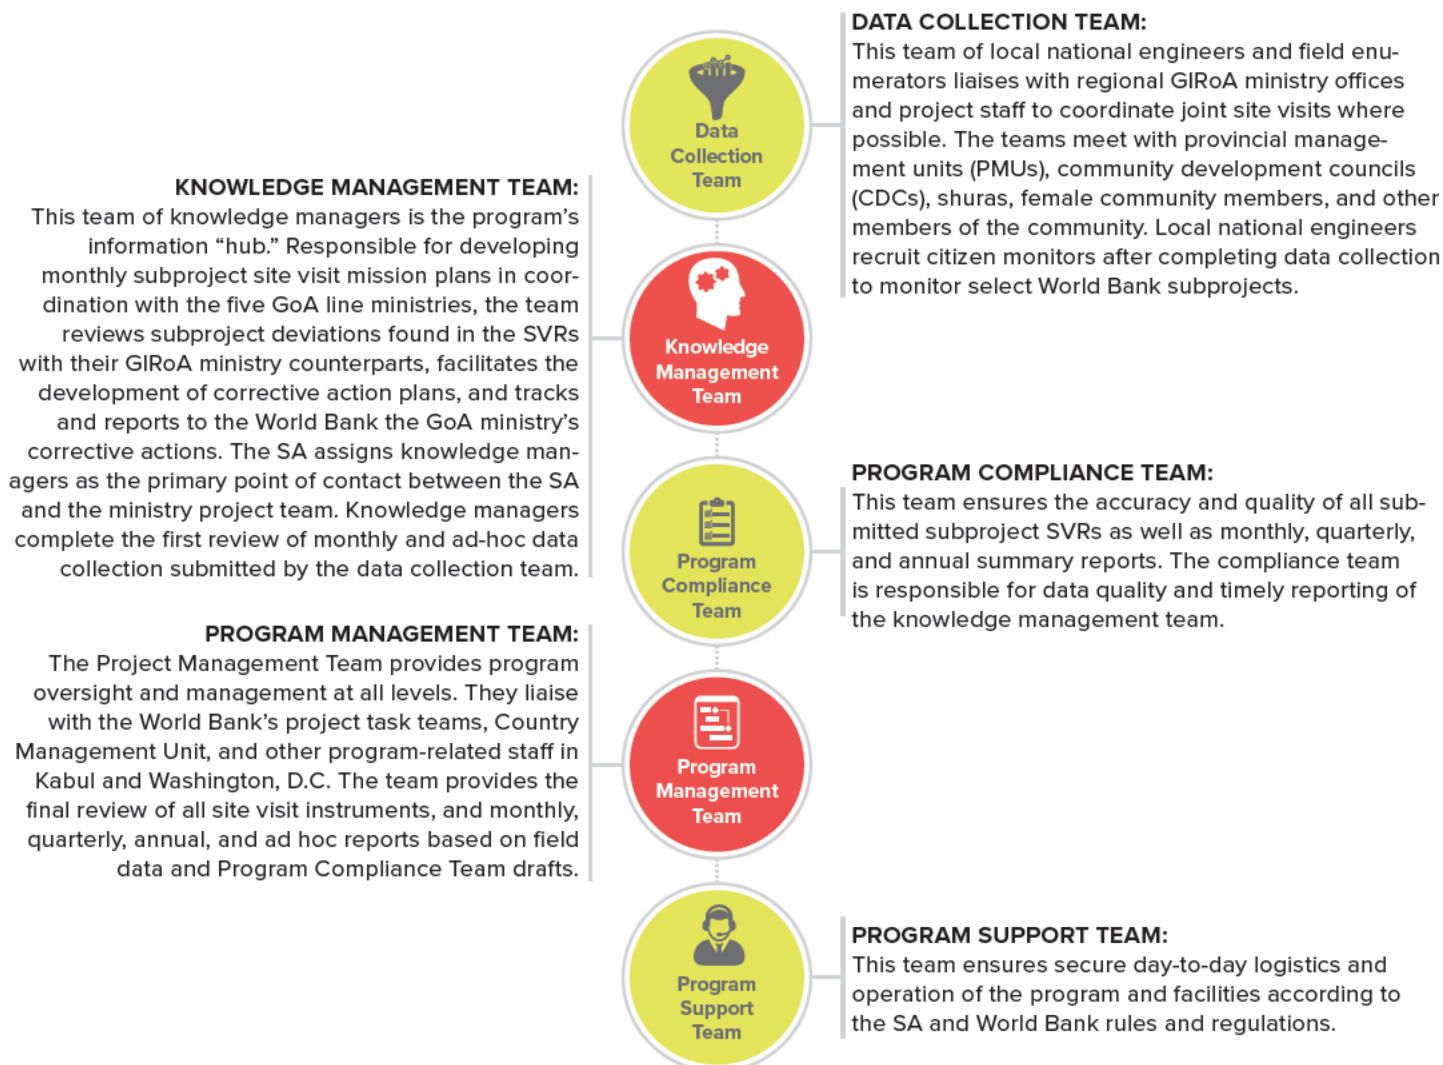 DATA COLLECTION TEAM:
This team of local national engineers and field enu-
merators liaises with regional GIRoA ministry offices
and project staff to coordinate joint site visits where
possible. The teams meet with provincial manage-
ment units (PMUs), community development councils
(CDCs), shuras, female community members, and other
members of the community. Local national engineers
recruit citizen monitors after completing data collection
to monitor select World Bank subprojects.
Data
Collection
Team
KNOWLEDGE MANAGEMENT TEAM:
This team of knowledge managers is the program’s
information “hub.” Responsible for developing
monthly subproject site visit mission plans in coor-
dination with the five GoA line ministries, the team
reviews subproject deviations found in the SVRs
with their GIRoA ministry counterparts, facilitates the
development of corrective action plans, and tracks
and reports to the World Bank the GoA ministry’s
corrective actions. The SA assigns knowledge man-
agers as the primary point of contact between the SA
and the ministry project team. Knowledge managers
complete the first review of monthly and ad-hoc data
collection submitted by the data collection team.
Knowledge
Management
Team
PROGRAM COMPLIANCE TEAM:
This team ensures the accuracy and quality of all sub-
mitted subproject SVRs as well as monthly, quarterly,
and annual summary reports. The compliance team
is responsible for data quality and timely reporting of
the knowledge management team.
Program
Compliance
Team
PROGRAM MANAGEMENT TEAM:
The Project Management Team provides program
oversight and management at all levels. They liaise
with the World Bank’s project task teams, Country
Management Unit, and other program-related staff in
Kabul and Washington, D.C. The team provides the
final review of all site visit instruments, and monthly,
quarterly, annual, and ad hoc reports based on field
data and Program Compliance Team drafts.
Program
Management
Team
PROGRAM SUPPORT TEAM:
This team ensures secure day-to-day logistics and
operation of the program and facilities according to
the SA and World Bank rules and regulations.
Program
Support
Team